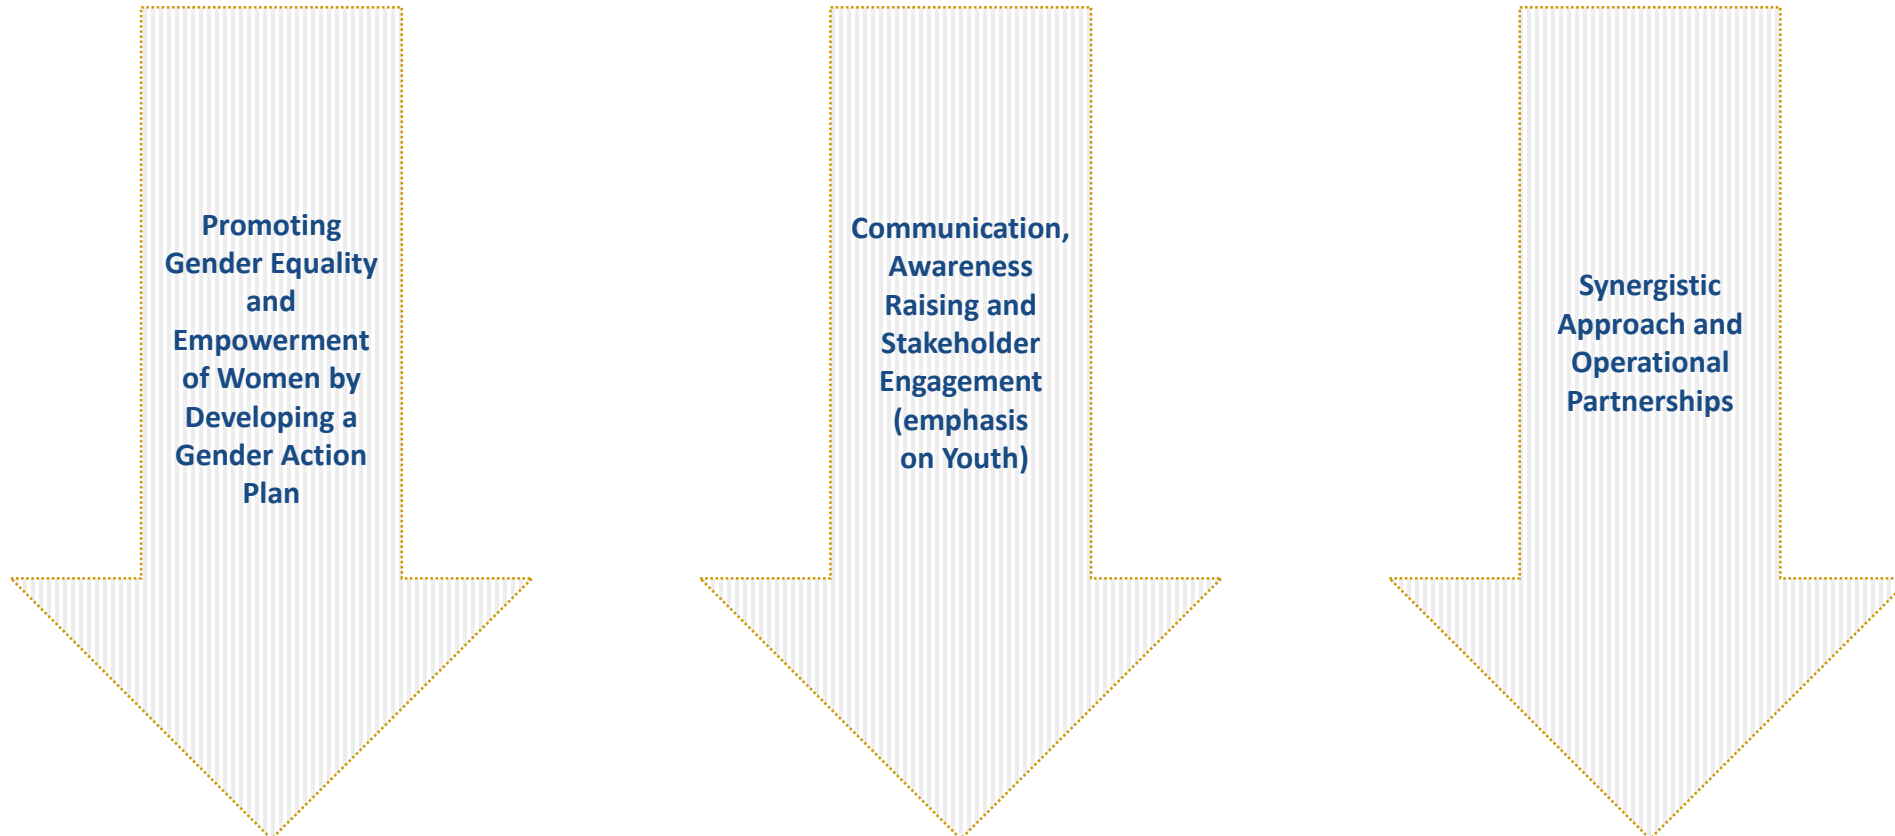 Promoting
Gender Equality
and
Empowerment
of Women by
Developing a
Gender Action
Plan
Communication,
Awareness
Raising and
Stakeholder
Engagement
(emphasis
on Youth)
Synergistic
Approach and
Operational
Partnerships